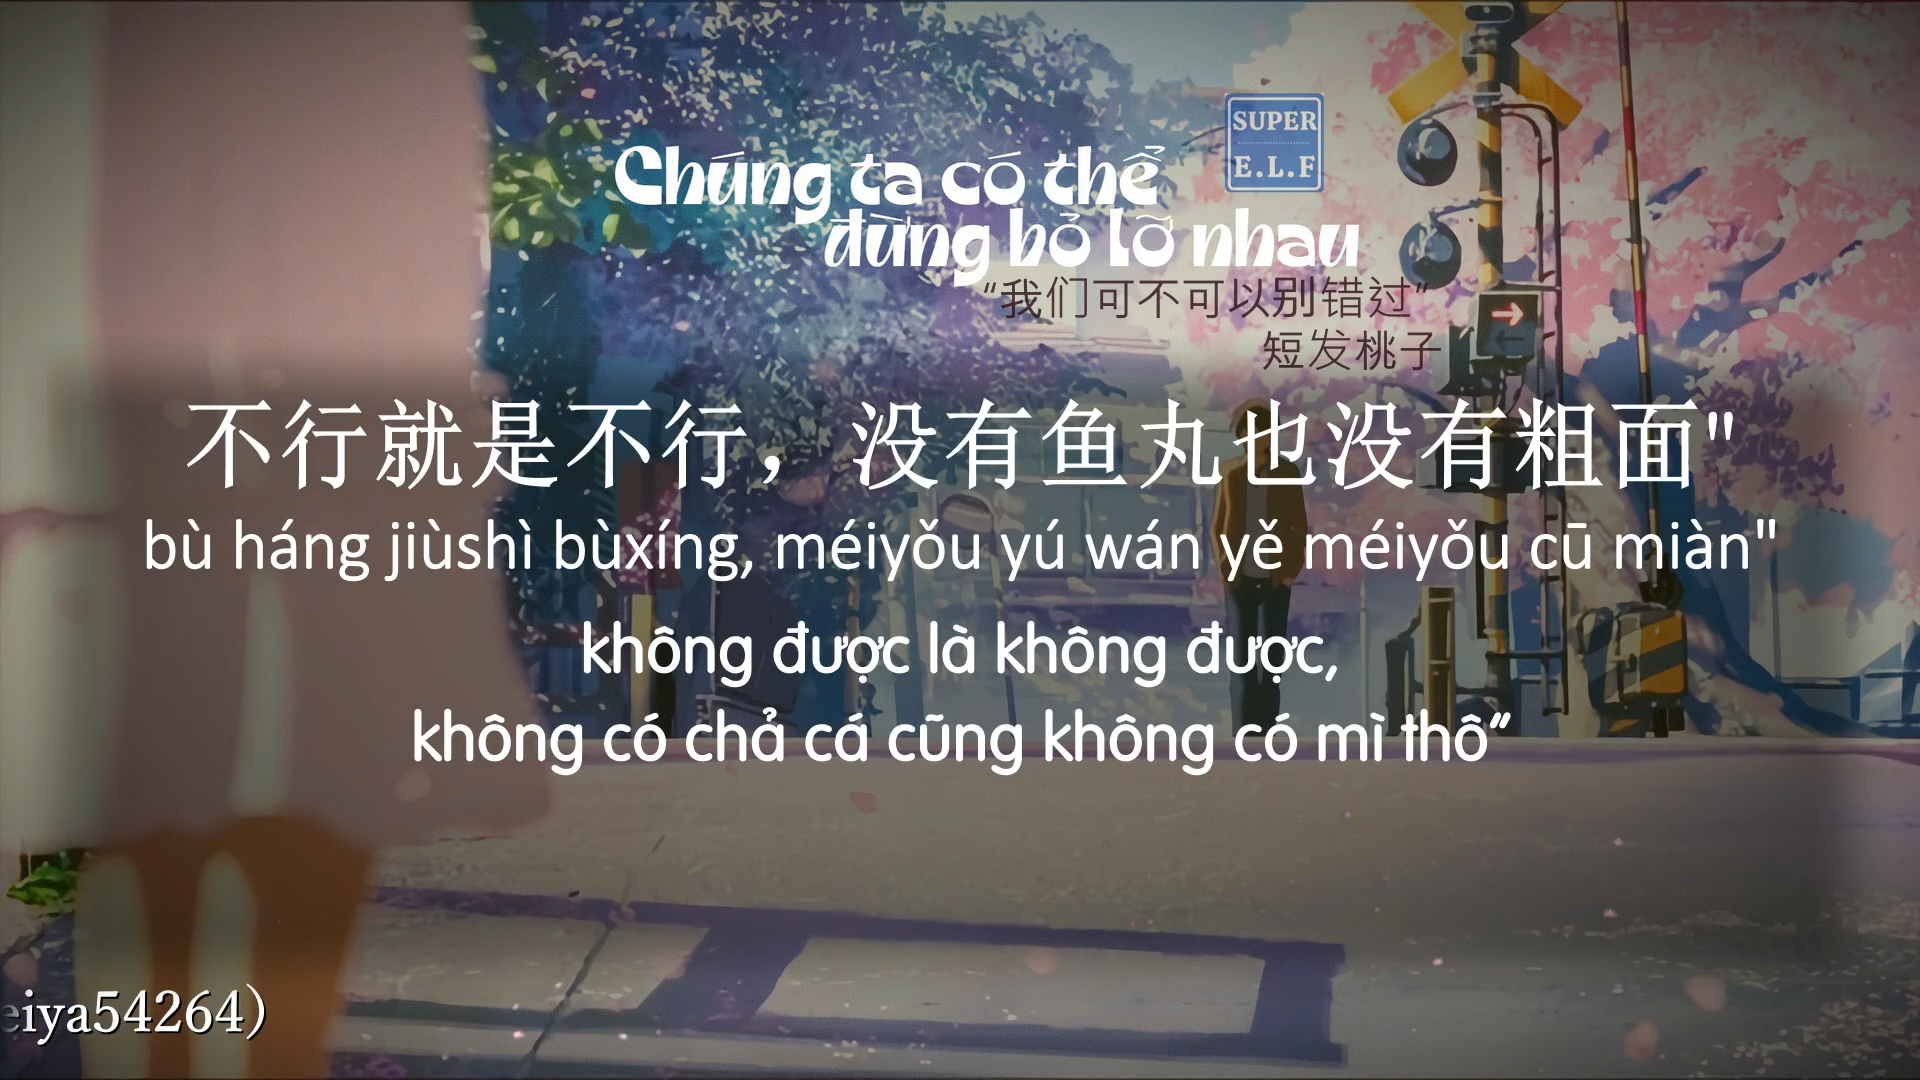 SUPER
E.L.F
Chúng ta có thể
đừng bỏ lỡ nhau
“我们可不可以别错过”
短发桃子
不行就是不行，没有鱼丸也没有粗面"
bù háng jiùshì bùxíng, méiyǒu yú wán yě méiyǒu cū miàn"
không được là không được,
không có chả cá cũng không có mì thô”
eiya54264)